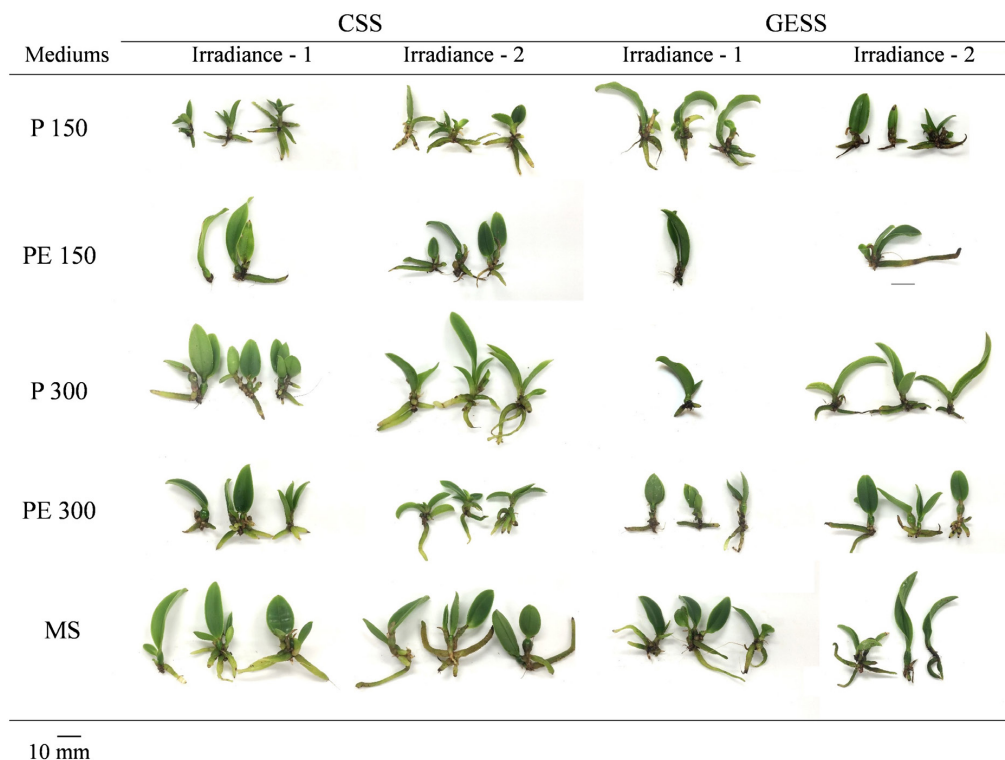 CSS GESS
Mediums Irradiance - 1 Irradiance - 2 Irradiance - 1 Irradiance - 2
P 150
PE 150
P 300
PE 300
MS
10 mm